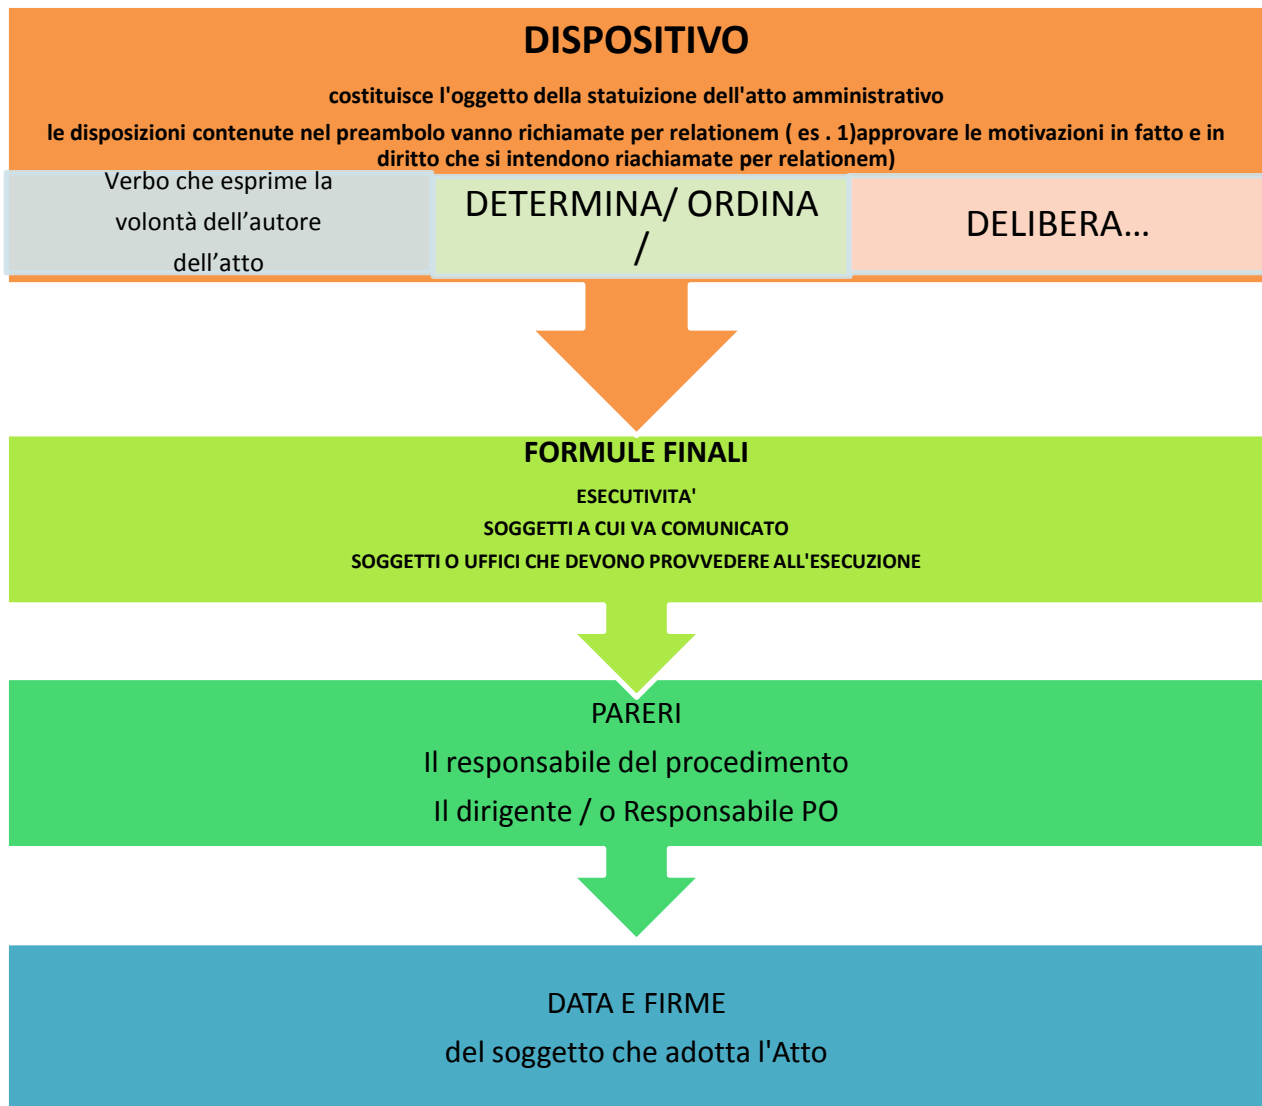 DISPOSITIVO
costituisce l'oggetto della statuizione dell'atto amministrativo
le disposizioni contenute nel preambolo vanno richiamate per relationem ( es . 1)approvare le motivazioni in fatto e in
diritto che si intendono riachiamate per relationem)
Verbo che esprime la
volontà dell’autore
dell’atto
DETERMINA/ ORDINA
/
DELIBERA...
FORMULE FINALI
ESECUTIVITA'
SOGGETTI A CUI VA COMUNICATO
SOGGETTI O UFFICI CHE DEVONO PROVVEDERE ALL'ESECUZIONE
PARERI
Il responsabile del procedimento
Il dirigente / o Responsabile PO
DATA E FIRME
del soggetto che adotta l'Atto